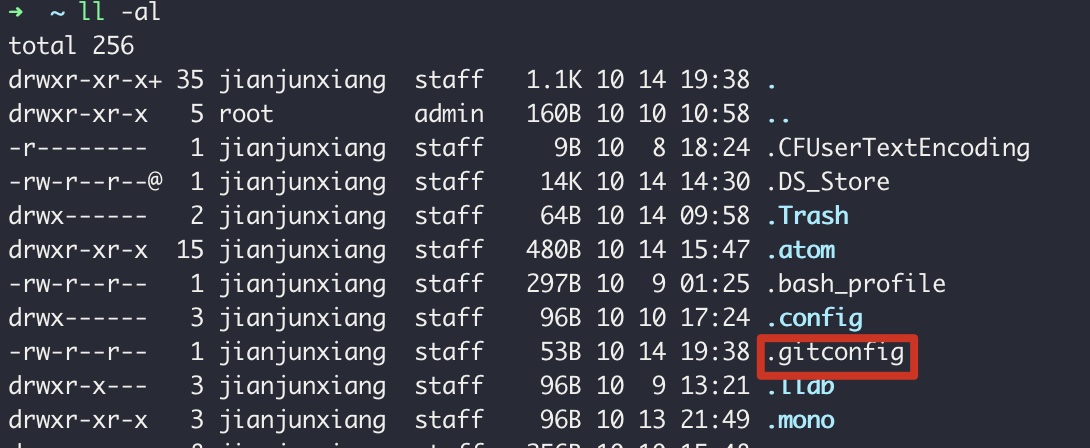 ➜ ~ ll -al
total 256
drwxr-xr-x+ 35 jianjunxiang staff 1.1K 10 14 19:38 .
drwxr-xr-x 5 root admin 160B 10 10 10:58 ..
-r-------- 1 jianjunxiang staff 9B 10 8 18:24 .CFUserTextEncoding
-rw-r--r--@ 1 jianjunxiang staff 14K 10 14 14:30 .DS_Store
drwx------ 2 jianjunxiang staff 64B 10 14 09:58 .Trash
drwxr-xr-x 15 jianjunxiang staff 480B 10 14 15:47 .atom
-rw-r--r-- 1 jianjunxiang staff 297B 10 9 01:25 .bash_profile
drwx------ 3 jianjunxiang staff 96B 10 10 17:24 .config
-rw-r--r-- 1 jianjunxiang staff 53B 10 14 19:38 .gitconfig
drwxr-x--- 3 jianjunxiang staff 96B 10 9 13:21
drwxr-xr-x 3 jianjunxiang staff 96B 10 13 21:49 .mono